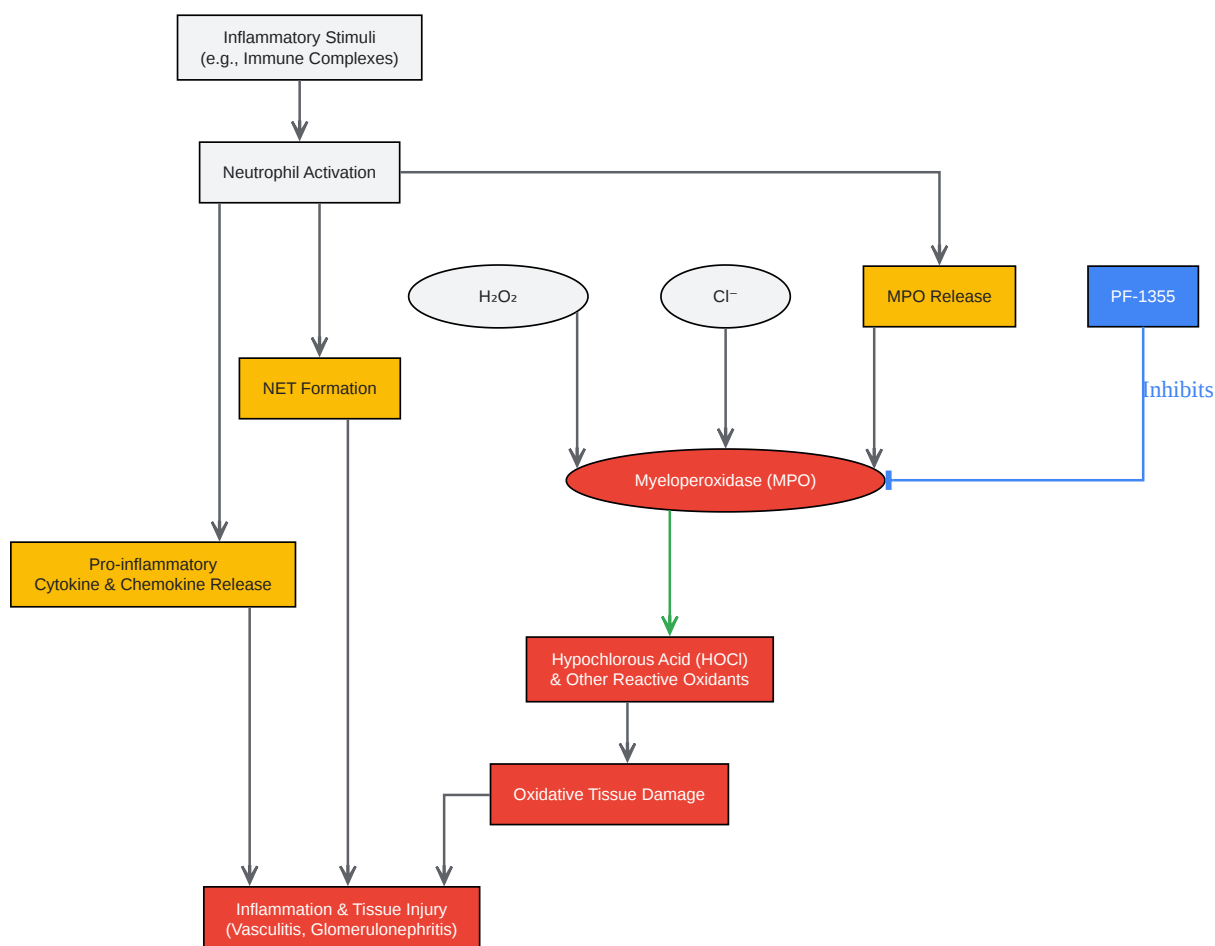 Inflammatory Stimuli
(e.g., Immune Complexes)
Neutrophil Activation
H₂O₂
Cl⁻
MPO Release
PF-1355
NET Formation
Inhibits
Myeloperoxidase (MPO)
Pro-inflammatory
Cytokine & Chemokine Release
Hypochlorous Acid (HOCl)
& Other Reactive Oxidants
Oxidative Tissue Damage
Inflammation & Tissue Injury
(Vasculitis, Glomerulonephritis)